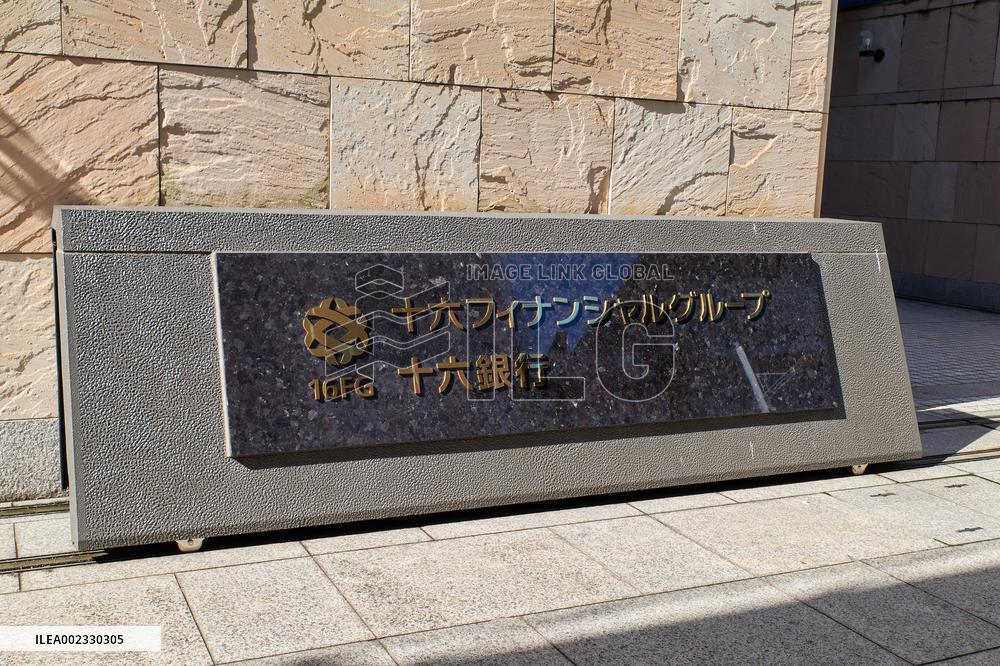 IMAGE LINK GLOBAL
十六フィナンシャルグループ
16FG
十六銀行
ILG
ILEA002330305